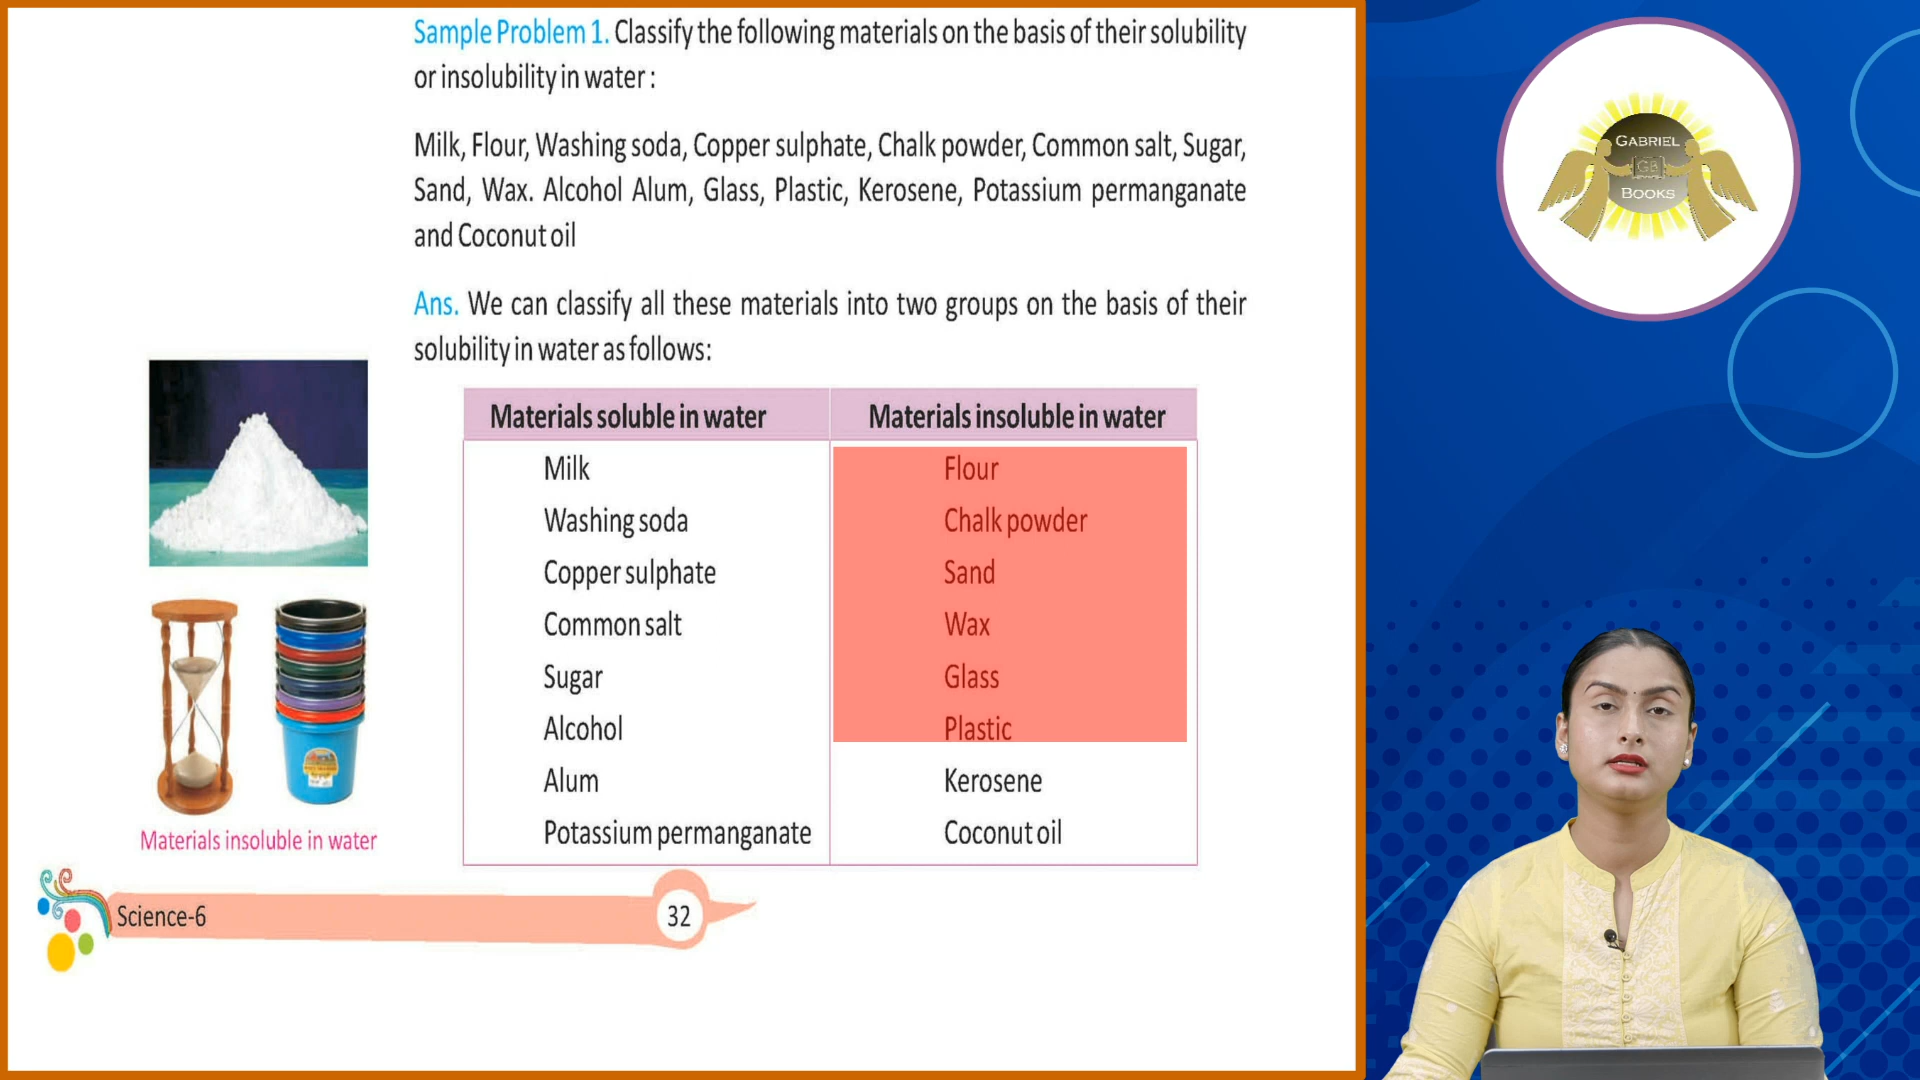 Sample Problem 1. Classify the following materials on the basis of their solubility
or insolubility in water :
Milk, Flour, Washing soda, Copper sulphate, Chalk powder, Common salt, Sugar,
Sand, Wax. Alcohol Alum, Glass, Plastic, Kerosene, Potassium permanganate
and Coconut oil
Ans. We can classify all these materials into two groups on the basis of their
solubility in water as follows:
Materials soluble in water Materials insoluble in water
Milk Flour
Washing soda Chalk powder
Copper sulphate Sand
Common salt Wax
Sugar Glass
Alcohol Plastic
Alum Kerosene
Potassium permanganate Coconut oil
Materials insoluble in water
Science-6
32
GABRIEL
GB
BOOKS